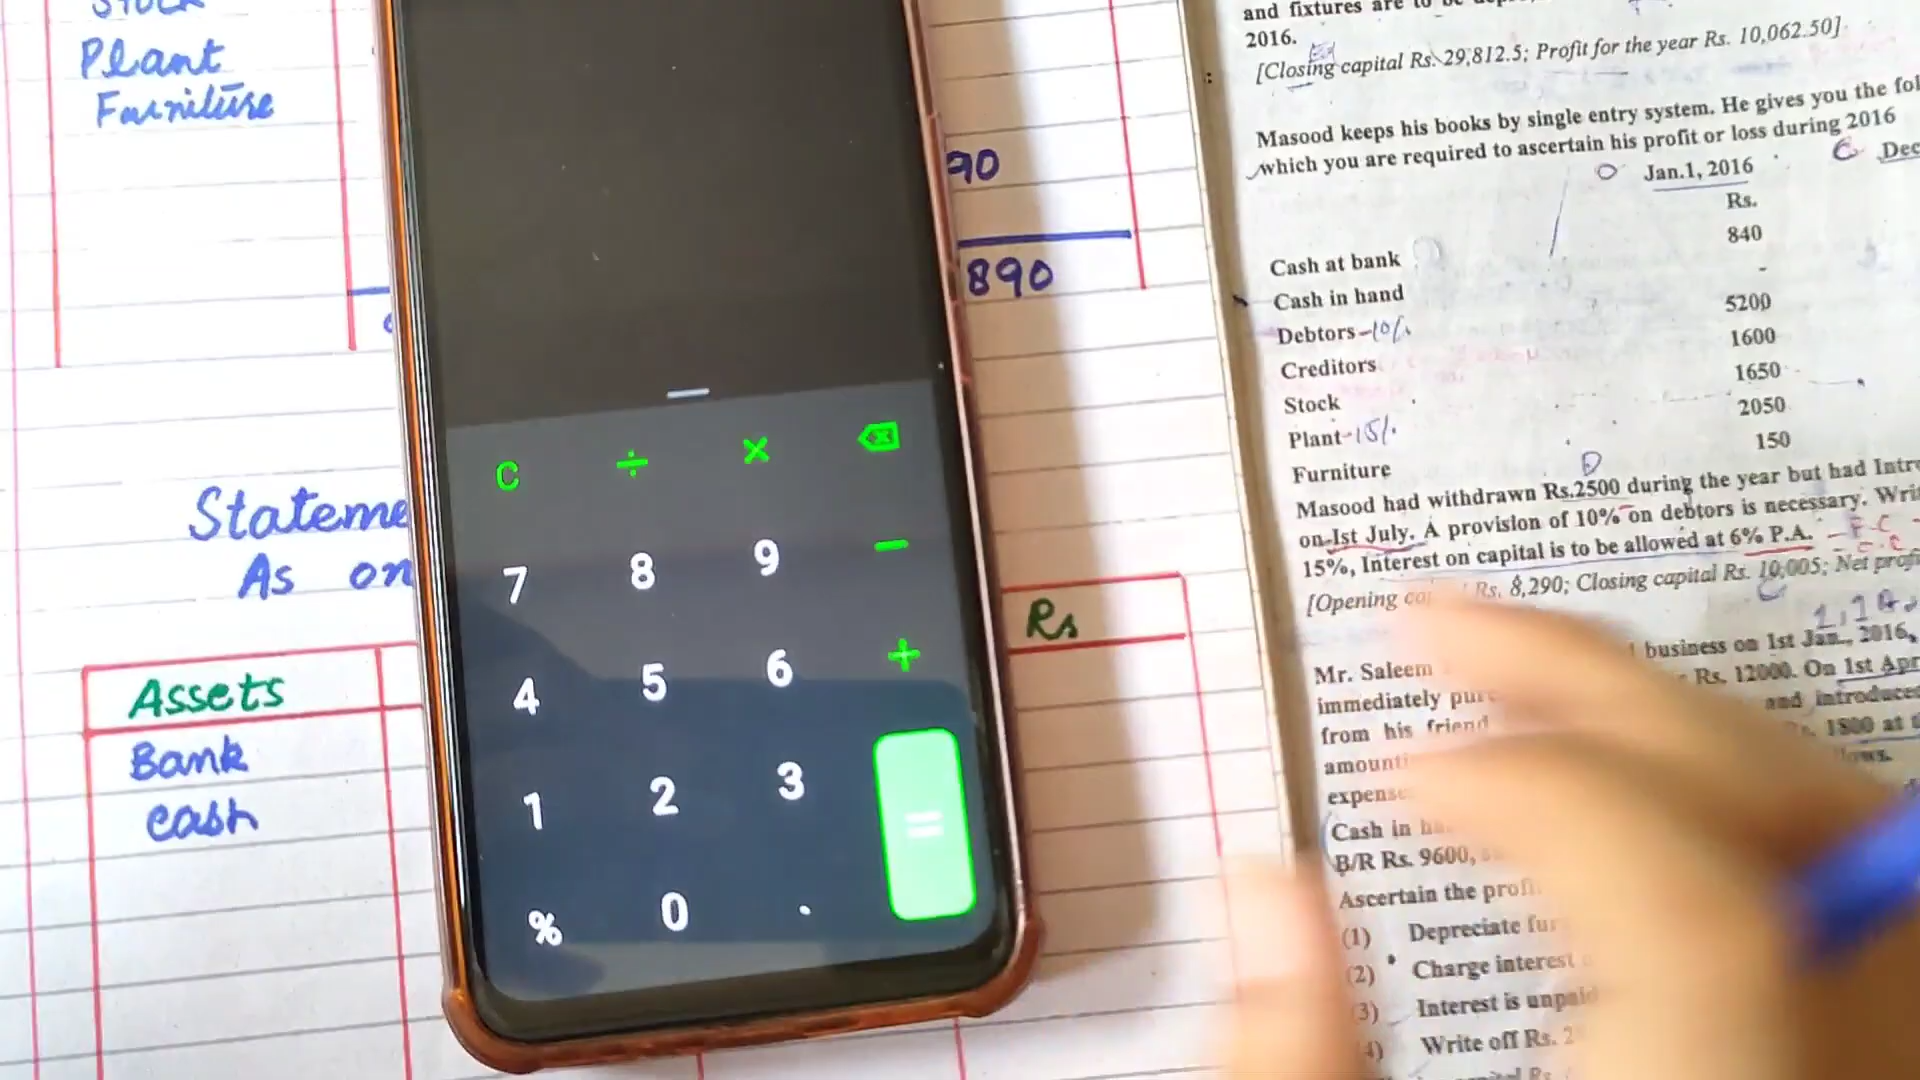 Plant
Furniture
90
890
Stateme
As on
Rs
Assets
Bank
cash
C ÷ ×
7 8 9 −
4 5 6 +
1 2 3 =
% 0 .
and fixtures are to be
2016.
[Closing capital Rs. 29,812.5; Profit for the year Rs. 10,062.50]
Masood keeps his books by single entry system. He gives you the fol
which you are required to ascertain his profit or loss during 2016
O Jan.1, 2016 C Dec
Rs.
Cash at bank 840
Cash in hand -
Debtors-10% 5200
Creditors 1600
Stock 1650
Plant-15% 2050
Furniture 150
D
Masood had withdrawn Rs.2500 during the year but had Intr
on Ist July. A provision of 10% on debtors is necessary. Wri
15%, Interest on capital is to be allowed at 6% P.A.
[Opening Rs. 8,290; Closing capital Rs. 10,005; Net profi
Mr. Saleem business on 1st Jan., 2016,
immediately Rs. 12000. On 1st Apr
from his friend and introduced
1800 at
Cash in
B/R Rs. 9600,
Ascertain the
(1) Depreciate
(2) Charge interest
(3) Interest is
Write off Rs.